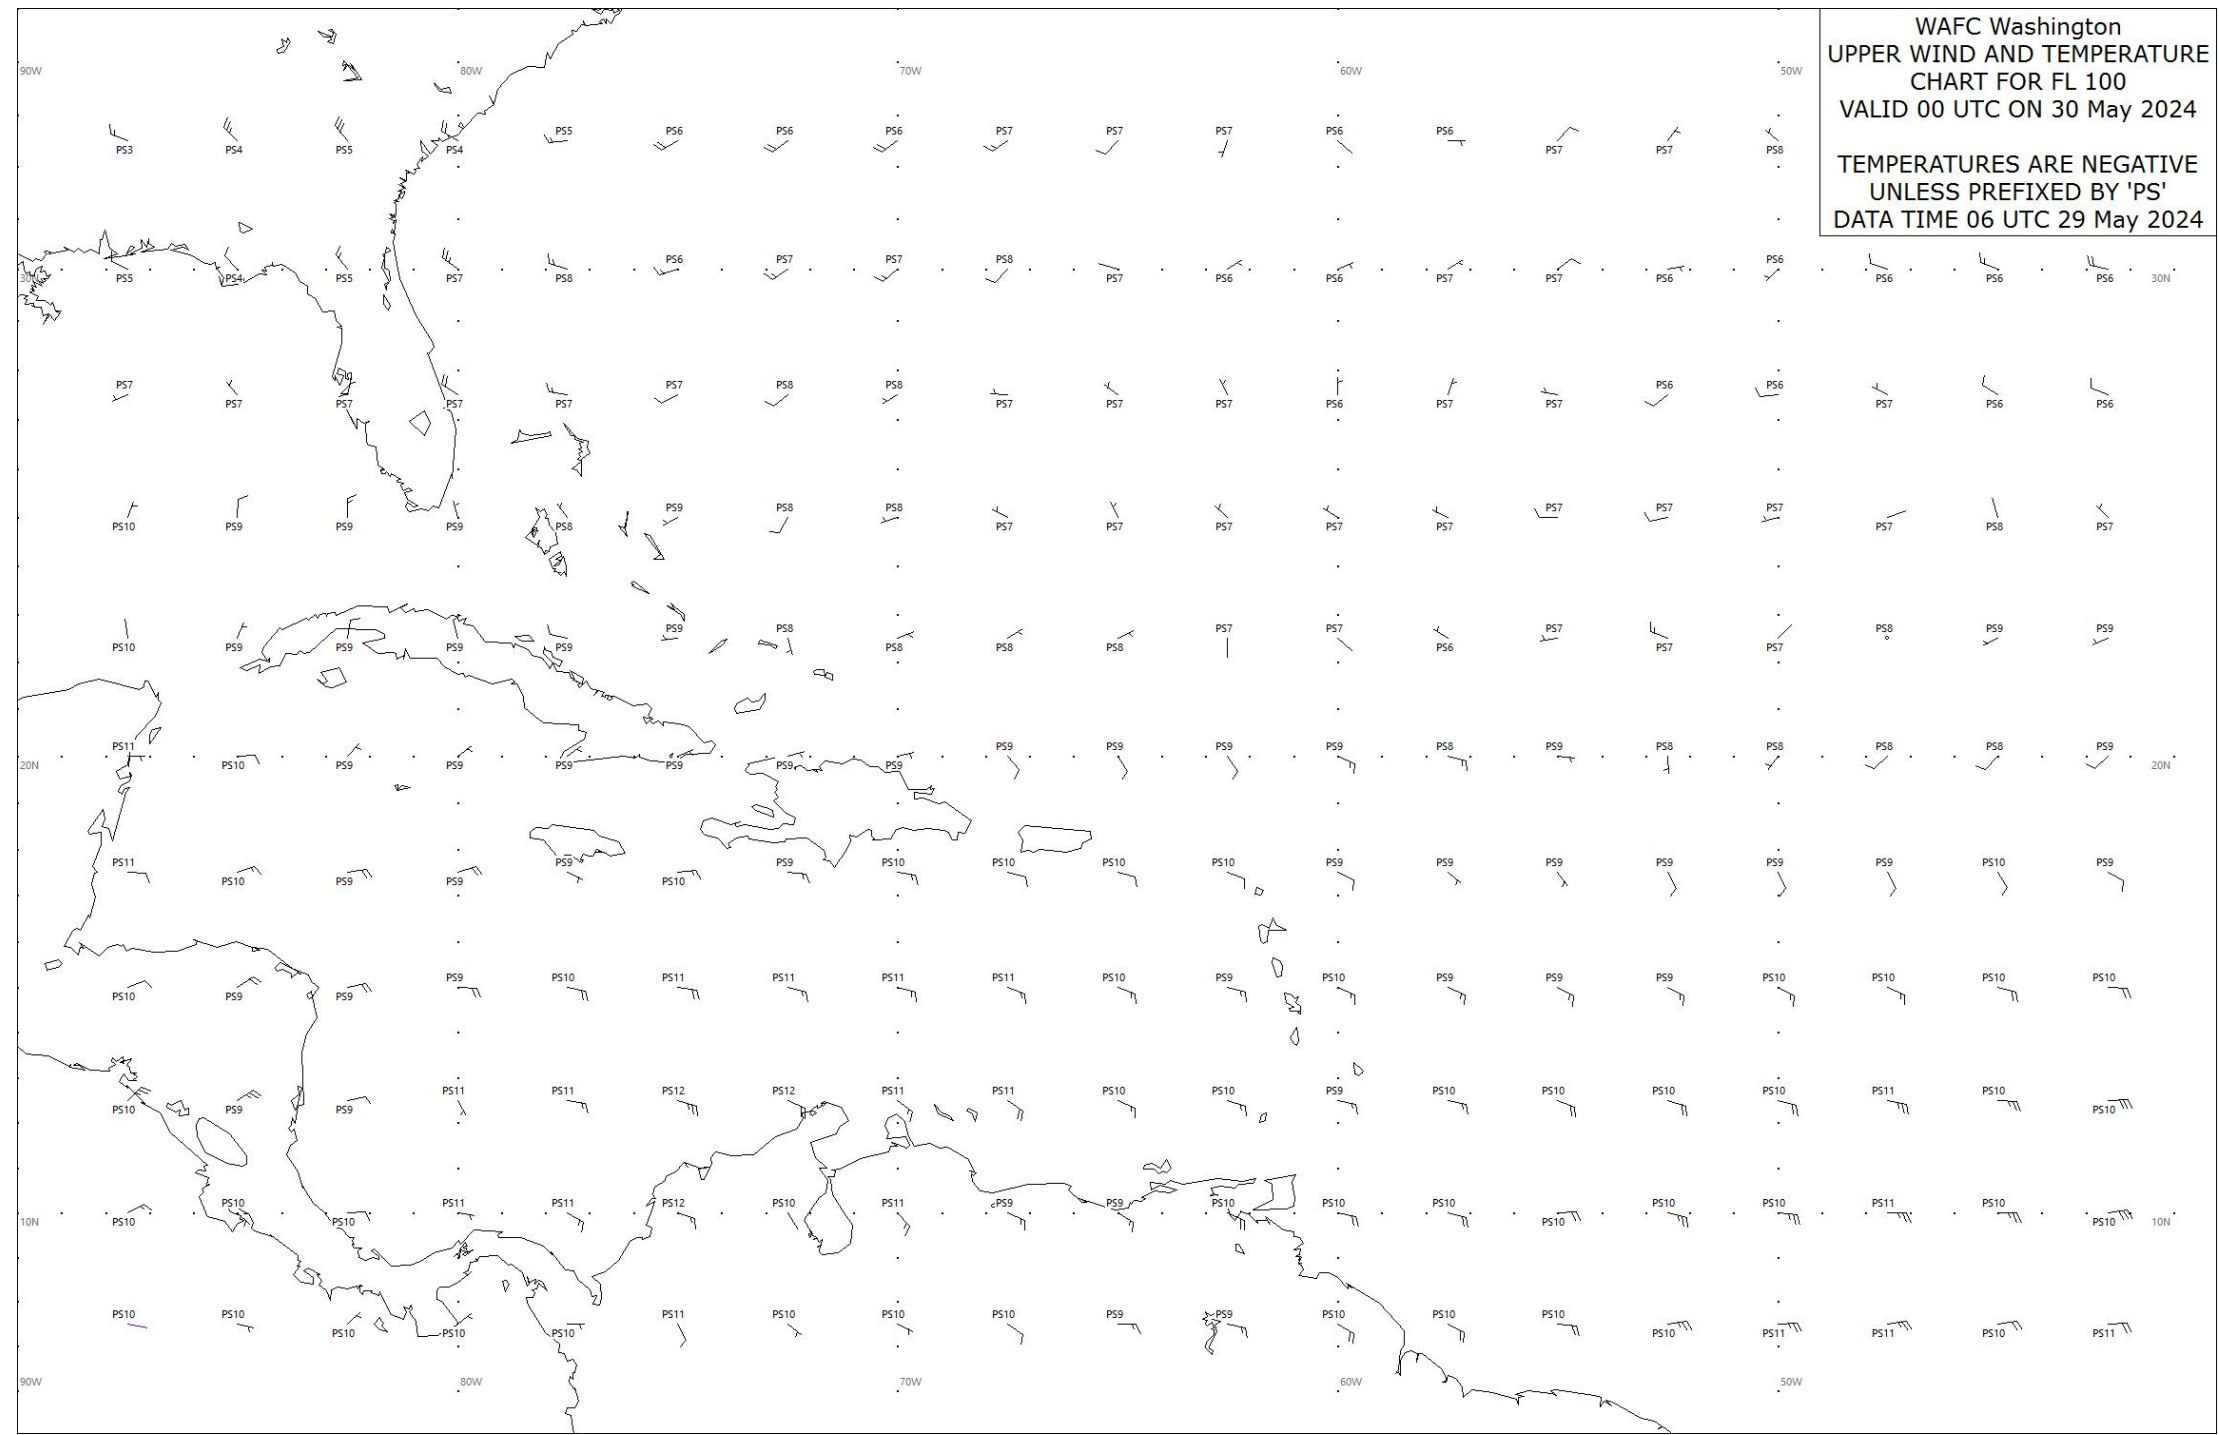 WAFC Washington
UPPER WIND AND TEMPERATURE
CHART FOR FL 100
VALID 00 UTC ON 30 May 2024
TEMPERATURES ARE NEGATIVE
UNLESS PREFIXED BY 'PS'
DATA TIME 06 UTC 29 May 2024
90W 80W 70W 60W 50W
PS3 PS4 PS5 PS4 PS5 PS6 PS6 PS6 PS7 PS7 PS7 PS6 PS6 PS7 PS7 PS8
30N PS5 PS4 PS5 PS7 PS8 PS6 PS7 PS7 PS8 PS7 PS6 PS6 PS7 PS7 PS6 PS6 PS6 PS6 PS6 30N
PS7 PS7 PS7 PS7 PS7 PS7 PS8 PS8 PS7 PS7 PS7 PS6 PS7 PS7 PS6 PS6 PS7 PS6 PS6
PS10 PS9 PS9 PS9 PS8 PS9 PS8 PS8 PS7 PS7 PS7 PS7 PS7 PS7 PS7 PS7 PS7 PS8 PS7
PS10 PS9 PS9 PS9 PS9 PS9 PS8 PS8 PS8 PS8 PS7 PS7 PS6 PS7 PS7 PS7 PS8 PS9 PS9
20N PS11 PS10 PS9 PS9 PS9 PS9 PS9 PS9 PS9 PS9 PS9 PS9 PS8 PS9 PS8 PS8 PS8 PS8 PS9 20N
PS11 PS10 PS9 PS9 PS9 PS10 PS9 PS10 PS10 PS10 PS10 PS9 PS9 PS9 PS9 PS9 PS9 PS10 PS9
PS10 PS9 PS9 PS9 PS10 PS11 PS11 PS11 PS11 PS10 PS9 PS10 PS9 PS9 PS9 PS10 PS10 PS10 PS10
PS10 PS9 PS9 PS11 PS11 PS12 PS12 PS11 PS11 PS10 PS10 PS9 PS10 PS10 PS10 PS10 PS11 PS10 PS10
10N PS10 PS10 PS10 PS11 PS11 PS12 PS10 PS11 PS9 PS9 PS10 PS10 PS10 PS10 PS10 PS10 PS11 PS10 PS10 10N
PS10 PS10 PS10 PS10 PS10 PS11 PS10 PS10 PS10 PS9 PS9 PS10 PS10 PS10 PS10 PS11 PS11 PS10 PS11
90W 80W 70W 60W 50W